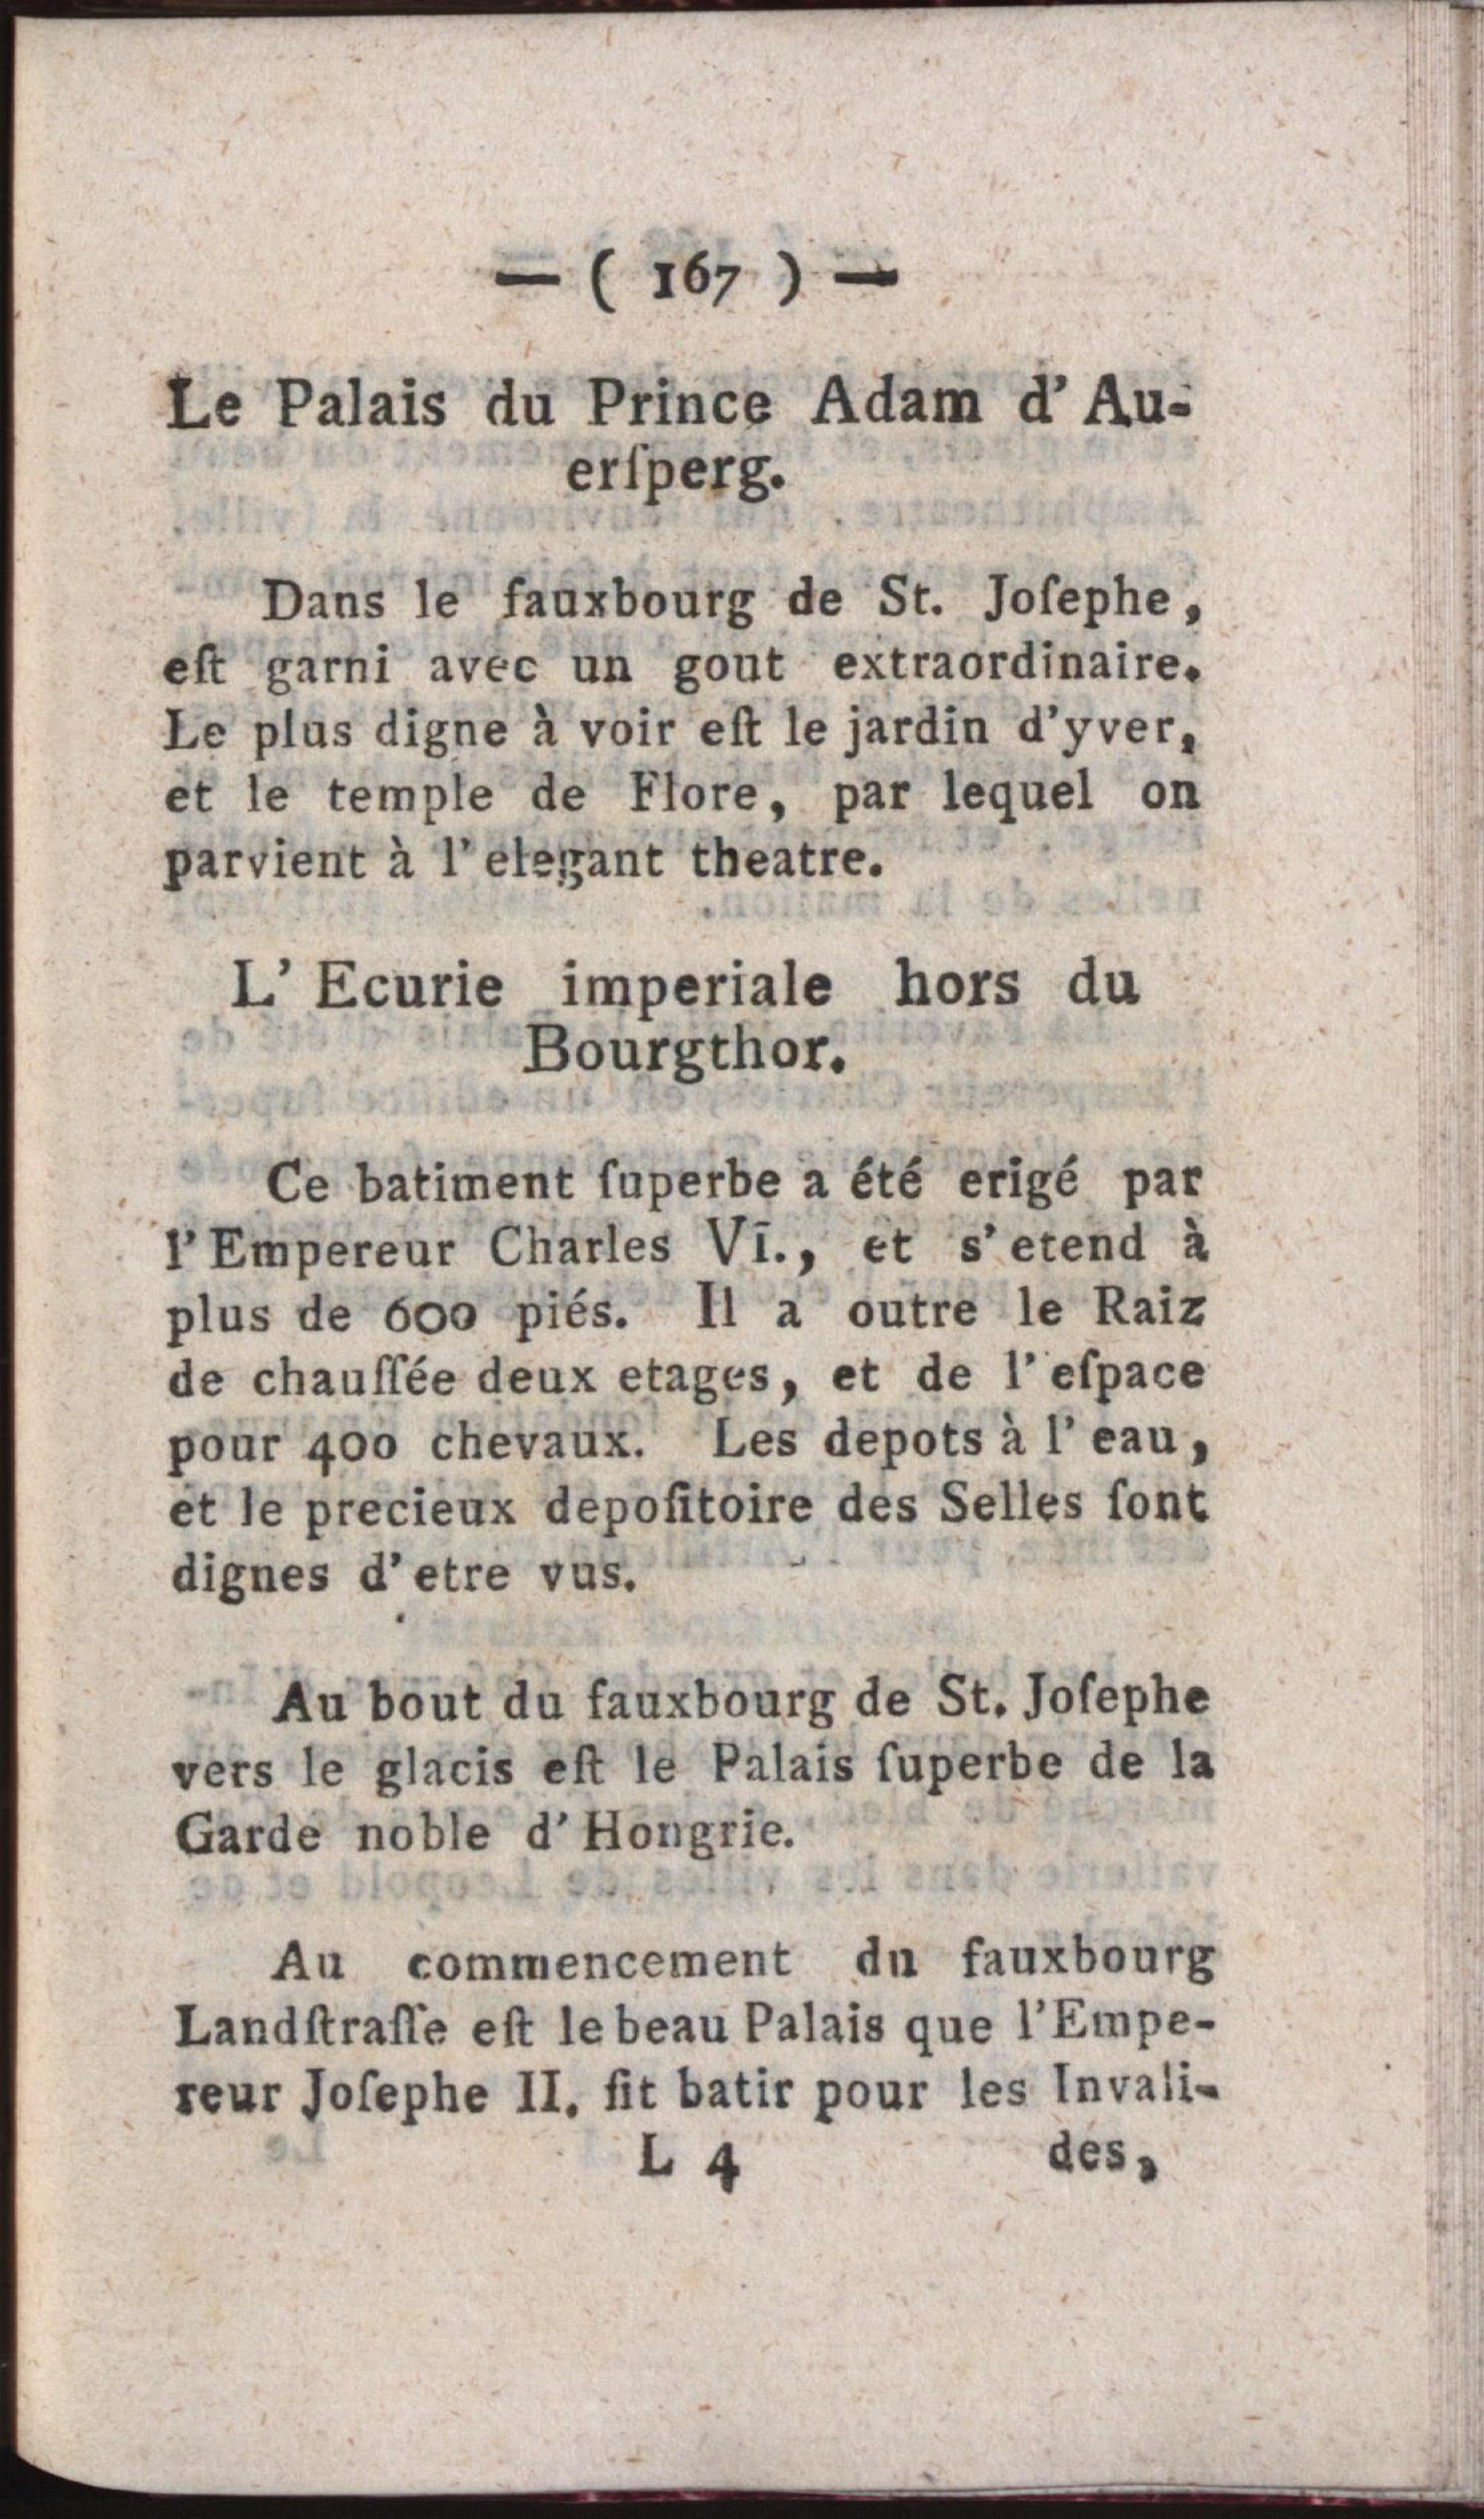 — ( 167 ) —
Le Palais du Prince Adam d' Au-
erſperg.
Dans le fauxbourg de St. Joſephe,
eſt garni avec un gout extraordinaire.
Le plus digne à voir eſt le jardin d'yver,
et le temple de Flore, par lequel on
parvient à l' elegant theatre.
L' Ecurie imperiale hors du
Bourgthor.
Ce batiment ſuperbe a été erigé par
l' Empereur Charles VI., et s' etend à
plus de 600 piés. Il a outre le Raiz
de chauſſée deux etages, et de l' eſpace
pour 400 chevaux. Les depots à l' eau,
et le precieux depoſitoire des Selles ſont
dignes d' etre vus.
Au bout du fauxbourg de St. Joſephe
vers le glacis eſt le Palais ſuperbe de la
Garde noble d' Hongrie.
Au commencement du fauxbourg
Landſtraſſe eſt le beau Palais que l'Empe-
reur Joſephe II. fit batir pour les Invali-
L 4 des,